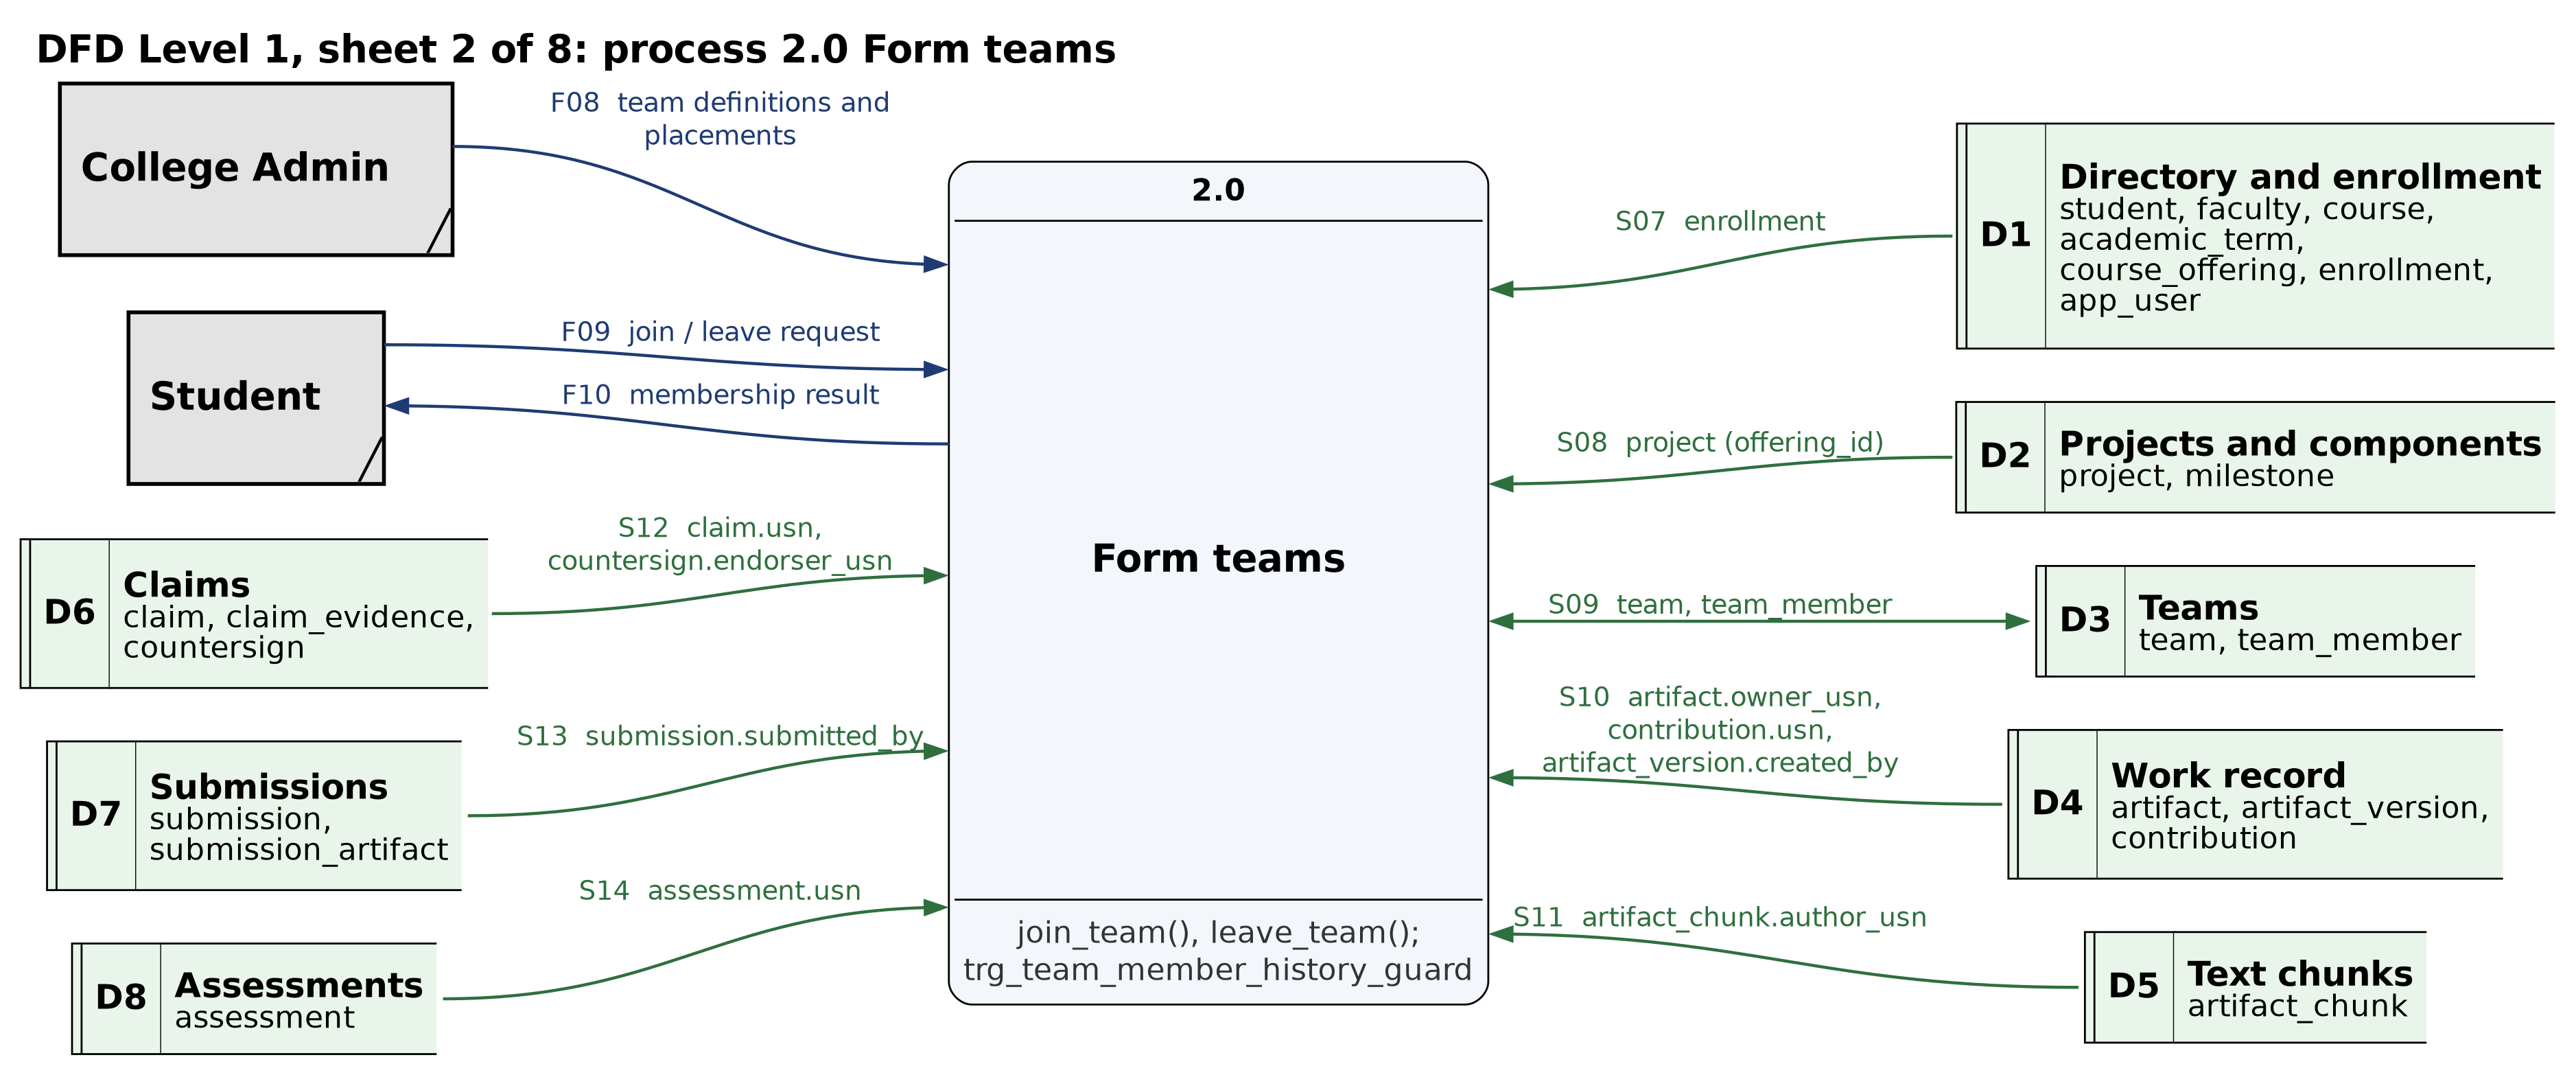 DFD Level 1, sheet 2 of 8: process 2.0 Form teams
College Admin
F08 team definitions and
placements
Student
F09 join / leave request
F10 membership result
D6
Claims
claim, claim_evidence,
countersign
S12 claim.usn,
countersign.endorser_usn
D7
Submissions
submission,
submission_artifact
S13 submission.submitted_by
D8
Assessments
assessment
S14 assessment.usn
2.0
Form teams
join_team(), leave_team();
trg_team_member_history_guard
S07 enrollment
D1
Directory and enrollment
student, faculty, course,
academic_term,
course_offering, enrollment,
app_user
S08 project (offering_id)
D2
Projects and components
project, milestone
S09 team, team_member
D3
Teams
team, team_member
S10 artifact.owner_usn,
contribution.usn,
artifact_version.created_by
D4
Work record
artifact, artifact_version,
contribution
S11 artifact_chunk.author_usn
D5
Text chunks
artifact_chunk